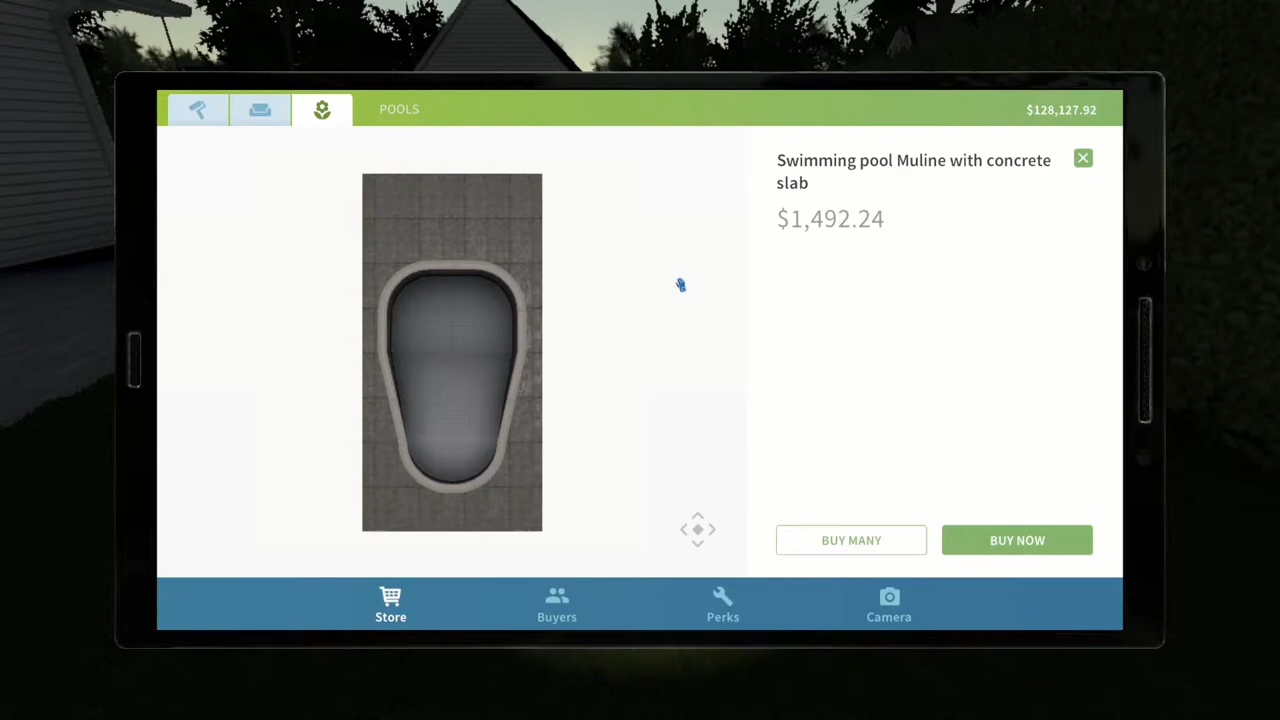 POOLS
$128,127.92
Swimming pool Muline with concrete
slab
$1,492.24
BUY MANY
BUY NOW
Store
Buyers
Perks
Camera